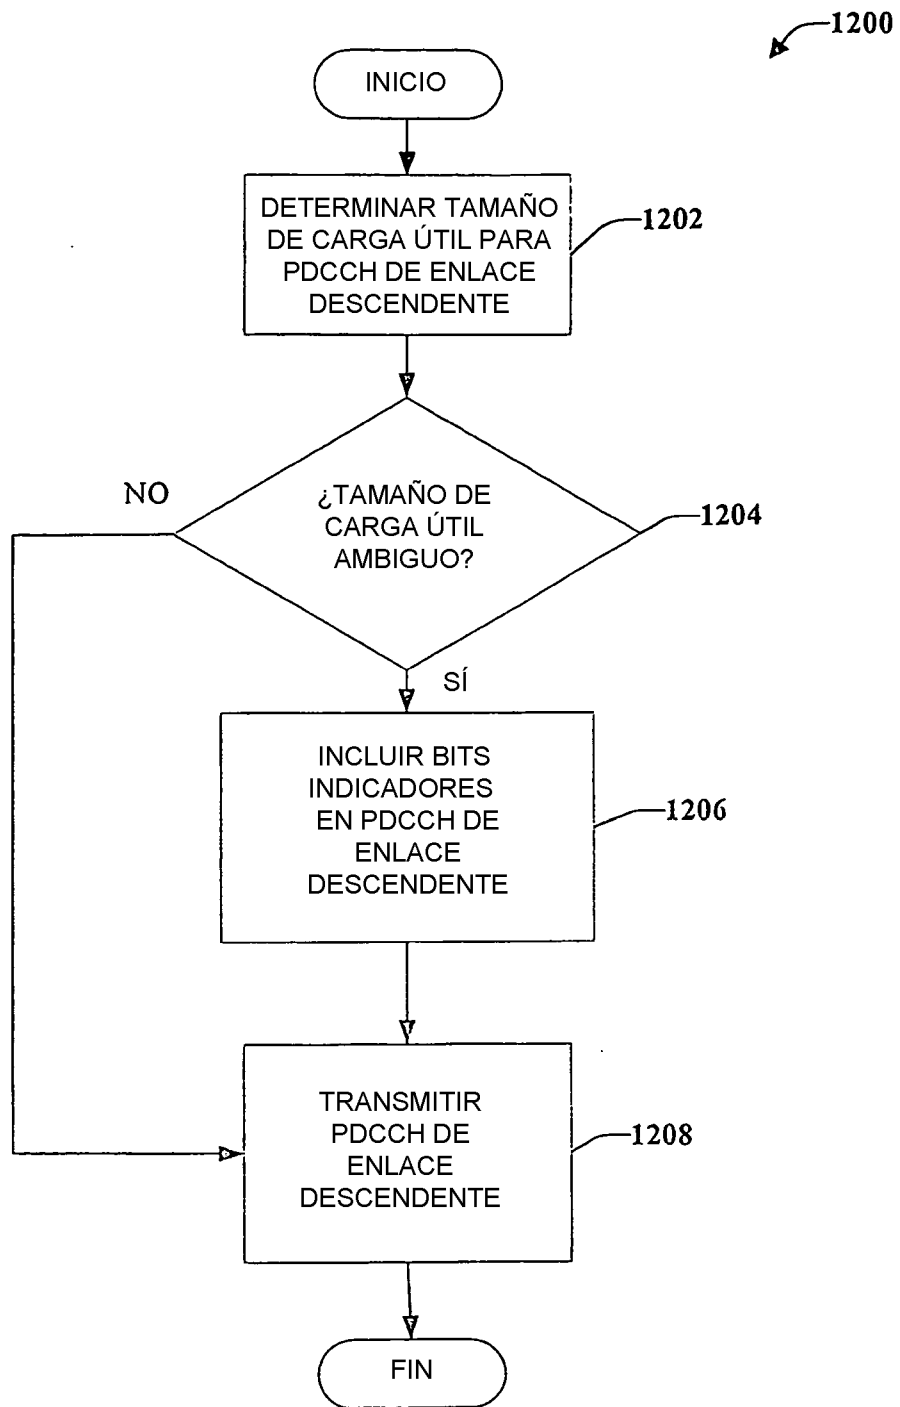 1200
INICIO
DETERMINAR TAMAÑO
DE CARGA ÚTIL PARA
PDCCH DE ENLACE
DESCENDENTE
1202
NO
¿TAMAÑO DE
CARGA ÚTIL
AMBIGUO?
1204
SÍ
INCLUIR BITS
INDICADORES
EN PDCCH DE
ENLACE
DESCENDENTE
1206
TRANSMITIR
PDCCH DE
ENLACE
DESCENDENTE
1208
FIN